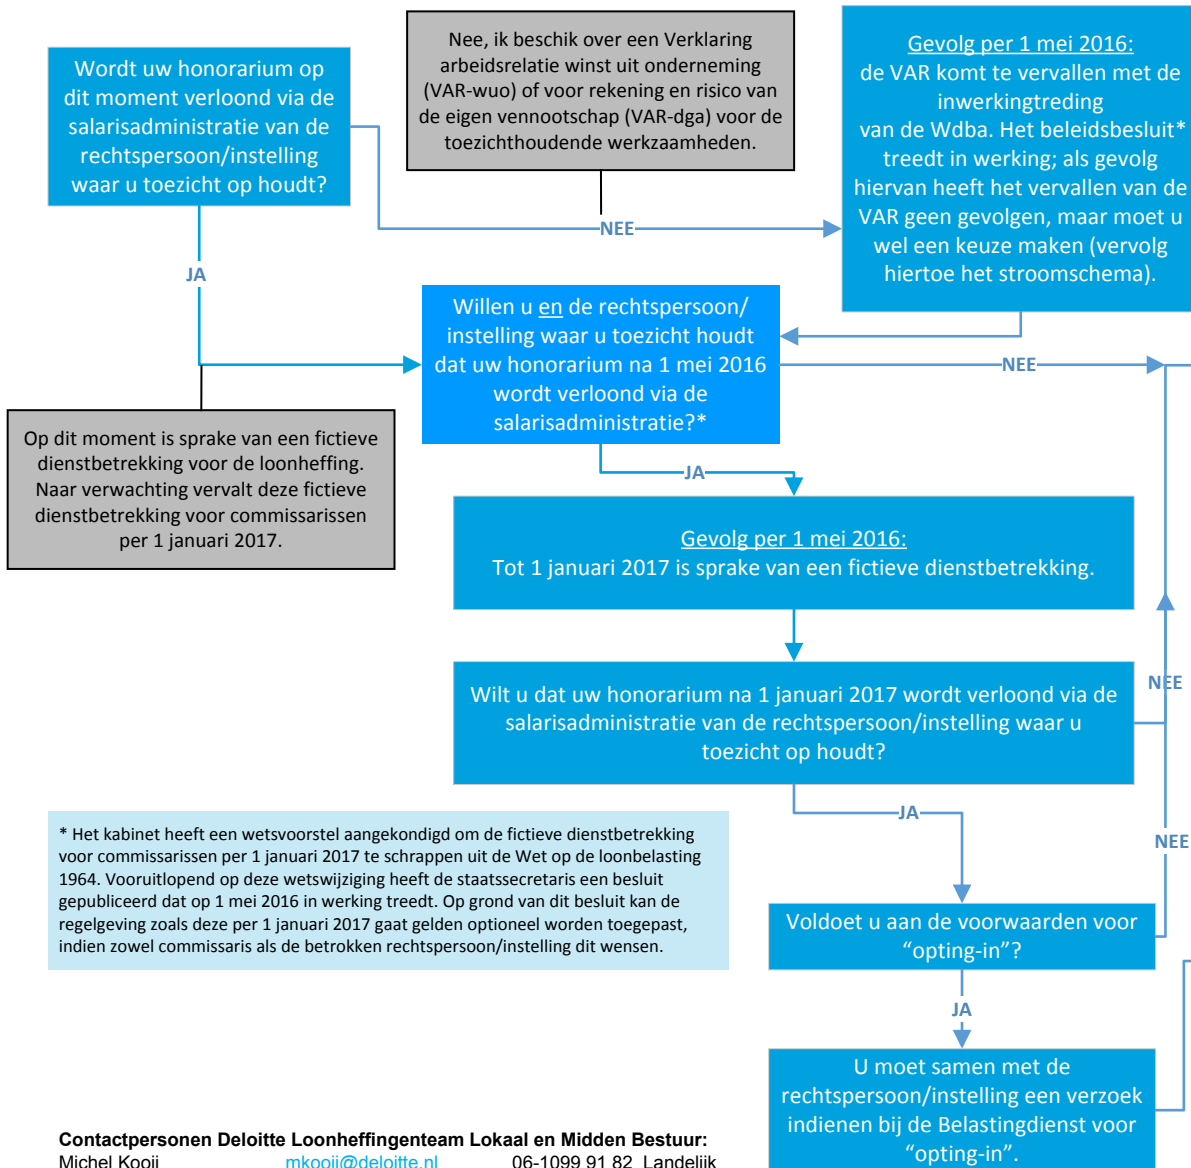 Wordt uw honorarium op
dit moment verloond via de
salarisadministratie van de
rechtspersoon/instelling
waar u toezicht op houdt?
Nee, ik beschik over een Verklaring
arbeidsrelatie winst uit onderneming
(VAR-wuo) of voor rekening en risico van
de eigen vennootschap (VAR-dga) voor de
toezichthoudende werkzaamheden.
Gevolg per 1 mei 2016:
de VAR komt te vervallen met de
inwerkingtreding
van de Wdba. Het beleidsbesluit*
treedt in werking; als gevolg
hiervan heeft het vervallen van de
VAR geen gevolgen, maar moet u
wel een keuze maken (vervolg
hiertoe het stroomschema).
NEE
JA
Willen u en de rechtspersoon/
instelling waar u toezicht houdt
dat uw honorarium na 1 mei 2016
wordt verloond via de
salarisadministratie?*
NEE
Op dit moment is sprake van een fictieve
dienstbetrekking voor de loonheffing.
Naar verwachting vervalt deze fictieve
dienstbetrekking voor commissarissen
per 1 januari 2017.
JA
Gevolg per 1 mei 2016:
Tot 1 januari 2017 is sprake van een fictieve dienstbetrekking.
Wilt u dat uw honorarium na 1 januari 2017 wordt verloond via de
salarisadministratie van de rechtspersoon/instelling waar u
toezicht op houdt?
NEE
JA
NEE
* Het kabinet heeft een wetsvoorstel aangekondigd om de fictieve dienstbetrekking
voor commissarissen per 1 januari 2017 te schrappen uit de Wet op de loonbelasting
1964. Vooruitlopend op deze wetswijziging heeft de staatssecretaris een besluit
gepubliceerd dat op 1 mei 2016 in werking treedt. Op grond van dit besluit kan de
regelgeving zoals deze per 1 januari 2017 gaat gelden optioneel worden toegepast,
indien zowel commissaris als de betrokken rechtspersoon/instelling dit wensen.
Voldoet u aan de voorwaarden voor
“opting-in”?
JA
U moet samen met de
rechtspersoon/instelling een verzoek
indienen bij de Belastingdienst voor
“opting-in”.
Contactpersonen Deloitte Loonheffingenteam Lokaal en Midden Bestuur:
Michel Kooij mkooij@deloitte.nl 06-1099 91 82 Landelijk